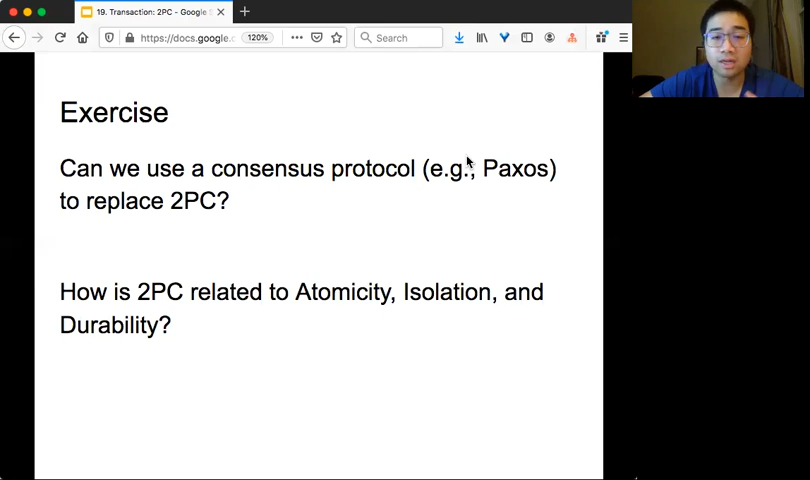 19. Transaction: 2PC - Google
https://docs.google.c
120%
Search
Exercise
Can we use a consensus protocol (e.g., Paxos)
to replace 2PC?
How is 2PC related to Atomicity, Isolation, and
Durability?